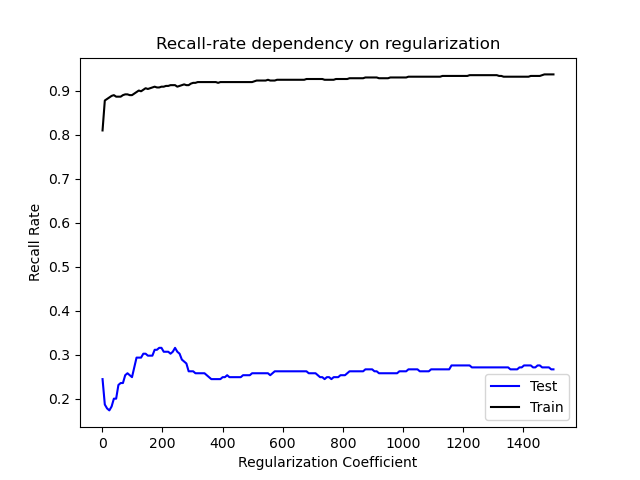 Recall-rate dependency on regularization
Recall Rate
0.9
0.8
0.7
0.6
0.5
0.4
0.3
0.2
0 200 400 600 800 1000 1200 1400
Regularization Coefficient
Test
Train